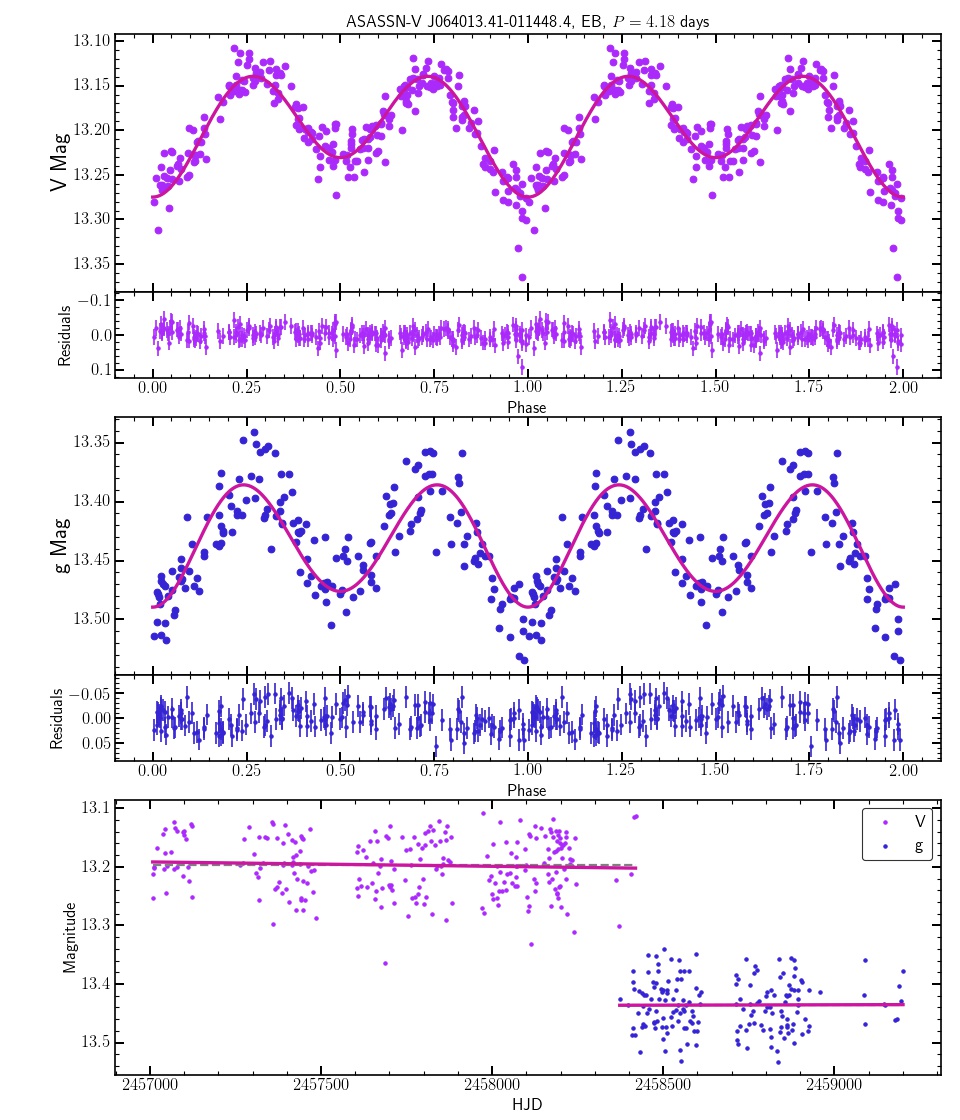 ASASSN-V J064013.41-011448.4, EB, P = 4.18 days
13.10
13.15
13.20
13.25
13.30
13.35
V Mag
−0.1
0.0
0.1
Residuals
0.00 0.25 0.50 0.75 1.00 1.25 1.50 1.75 2.00
Phase
13.35
13.40
13.45
13.50
g Mag
−0.05
0.00
0.05
Residuals
0.00 0.25 0.50 0.75 1.00 1.25 1.50 1.75 2.00
Phase
13.1
13.2
13.3
13.4
13.5
Magnitude
V
g
2457000 2457500 2458000 2458500 2459000
HJD